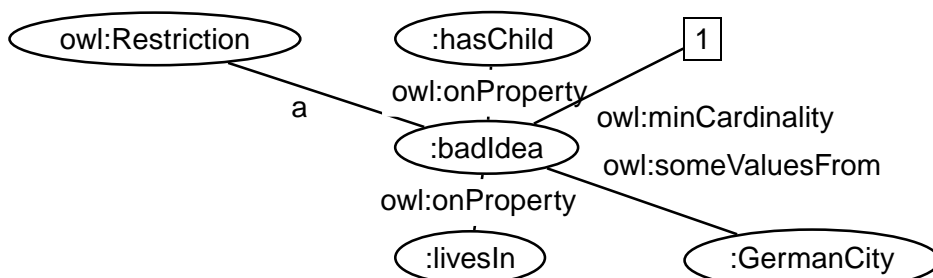 owl:Restriction
:hasChild
1
owl:onProperty
a
owl:minCardinality
:badIdea
owl:someValuesFrom
owl:onProperty
:livesIn
:GermanCity